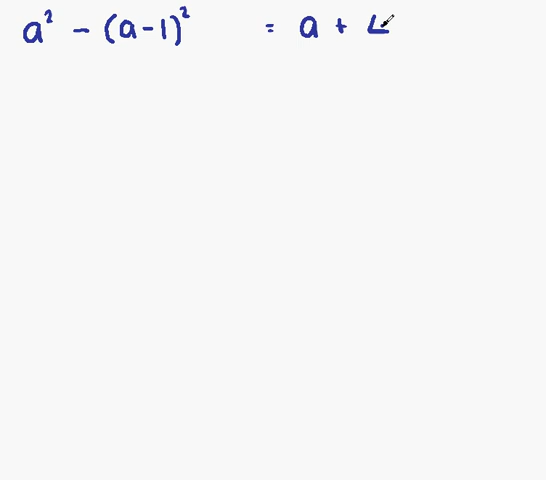 a² - (a-1)² = a +